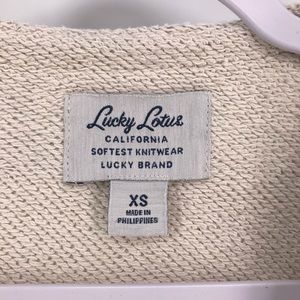 Lucky Lotus
CALIFORNIA
SOFTEST KNITWEAR
LUCKY BRAND
XS
MADE IN
PHILIPPINES